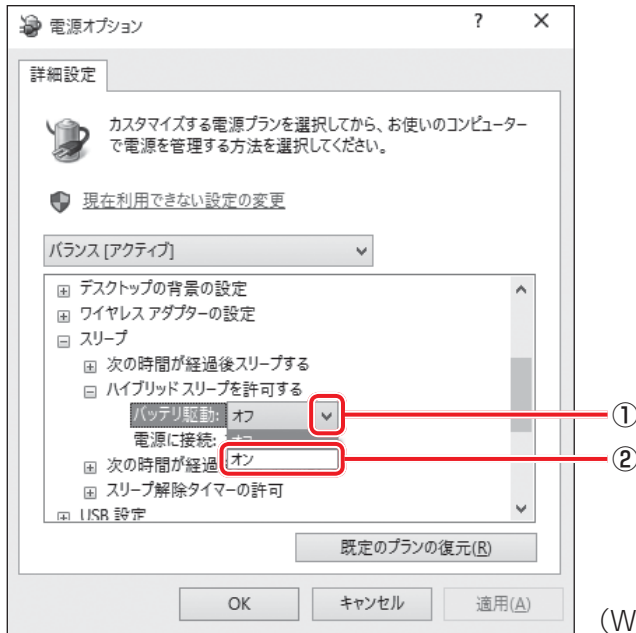 電源オプション
?
×
詳細設定
カスタマイズする電源プランを選択してから、お使いのコンピューター
で電源を管理する方法を選択してください。
現在利用できない設定の変更
バランス [アクティブ]
デスクトップの背景の設定
ワイヤレス アダプターの設定
スリープ
次の時間が経過後スリープする
ハイブリッド スリープを許可する
バッテリ駆動: オフ
①
電源に接続:
次の時間が経過 オン
②
スリープ解除タイマーの許可
USB 設定
既定のプランの復元(R)
OK キャンセル 適用(A)
(W